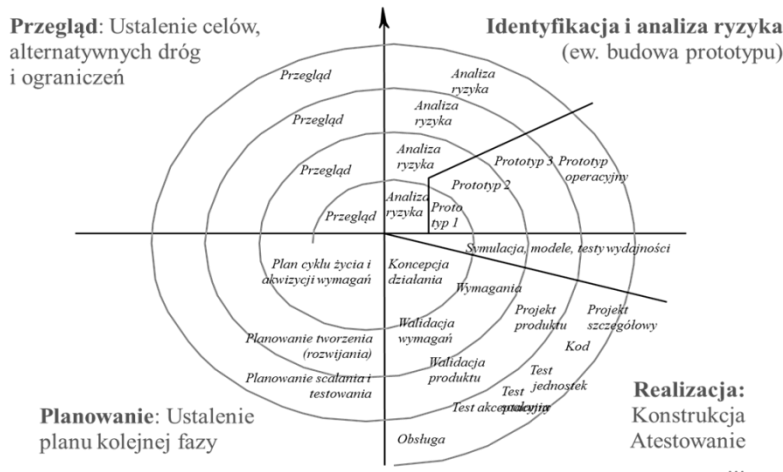 Przegląd: Ustalenie celów,
alternatywnych dróg
i ograniczeń
Identyfikacja i analiza ryzyka
(ew. budowa prototypu)
Przegląd
Analiza
ryzyka
Przegląd
Analiza
ryzyka
Przegląd
Analiza
ryzyka
Przegląd
Analiza
ryzyka
Proto
typ 1
Prototyp 2
Prototyp 3
Prototyp
operacyjny
Symulacja, modele, testy wydajności
Plan cyklu życia i
akwizycji wymagań
Koncepcja
działania
Wymagania
Projekt
produktu
Projekt
szczegółowy
Walidacja
wymagań
Kod
Planowanie tworzenia
(rozwijania)
Walidacja
produktu
Test
jednostek
Planowanie scalania i
testowania
Test
Test akceptacyjny
Obsługa
Planowanie: Ustalenie
planu kolejnej fazy
Realizacja:
Konstrukcja
Atestowanie
...